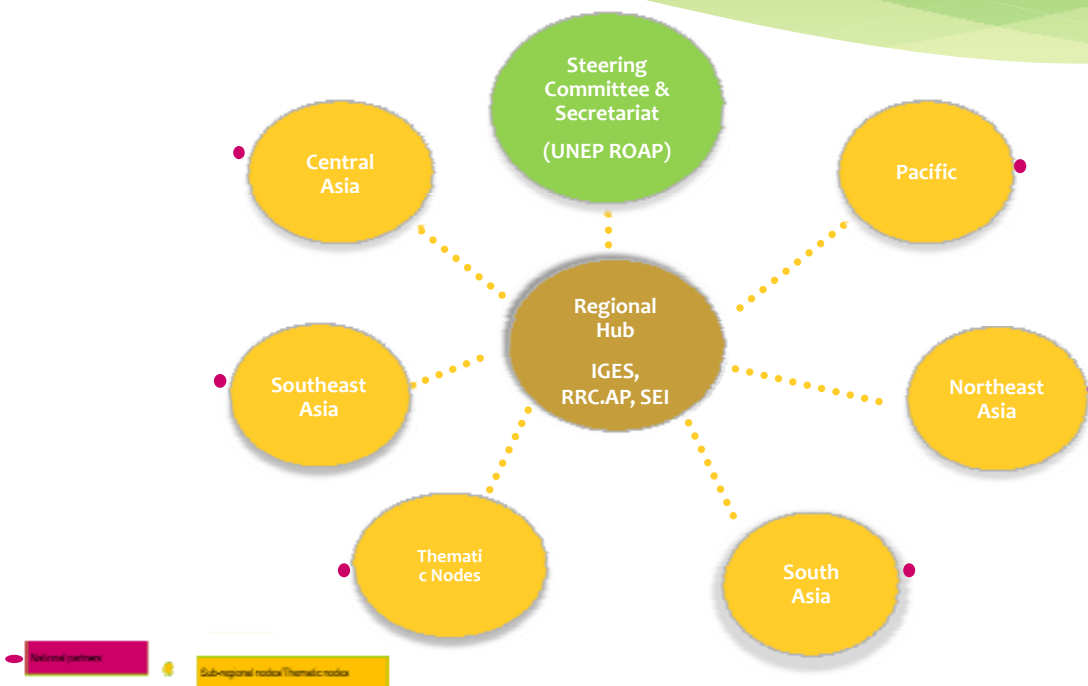 Steering
Committee &
Secretariat
(UNEP ROAP)
Central
Asia
Pacific
Regional
Hub
IGES,
RRC.AP, SEI
Southeast
Asia
Northeast
Asia
Themati
c Nodes
South
Asia
National partners
Sub-regional nodes/Thematic nodes